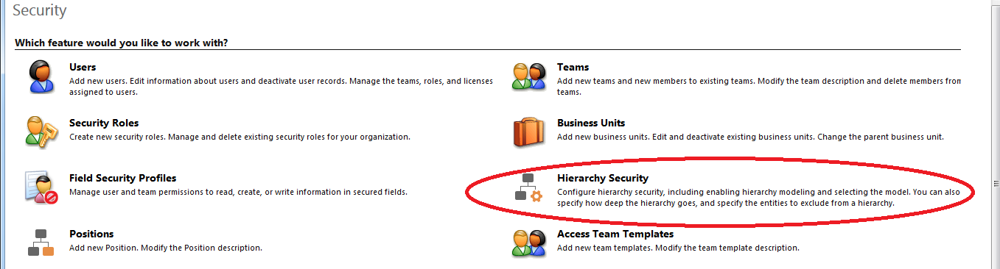 Security
Which feature would you like to work with?
Users
Add new users. Edit information about users and deactivate user records. Manage the teams, roles, and licenses
assigned to users.
Teams
Add new teams and new members to existing teams. Modify the team description and delete members from
teams.
Security Roles
Create new security roles. Manage and delete existing security roles for your organization.
Business Units
Add new business units. Edit and deactivate existing business units. Change the parent business unit.
Field Security Profiles
Manage user and team permissions to read, create, or write information in secured fields.
Hierarchy Security
Configure hierarchy security, including enabling hierarchy modeling and selecting the model. You can also
specify how deep the hierarchy goes, and specify the entities to exclude from a hierarchy.
Positions
Add new Position. Modify the Position description.
Access Team Templates
Add new team templates. Modify the team template description.